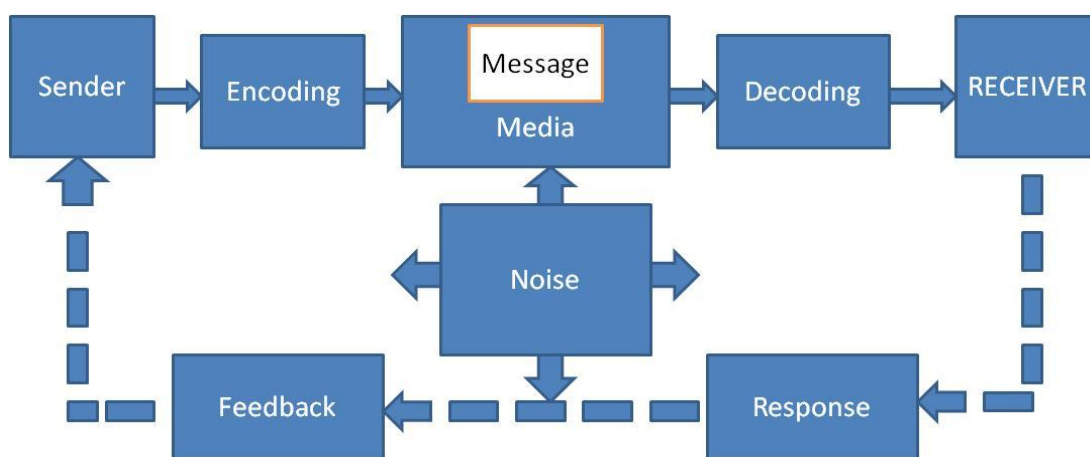 Sender
Encoding
Message
Media
Decoding
RECEIVER
Noise
Feedback
Response